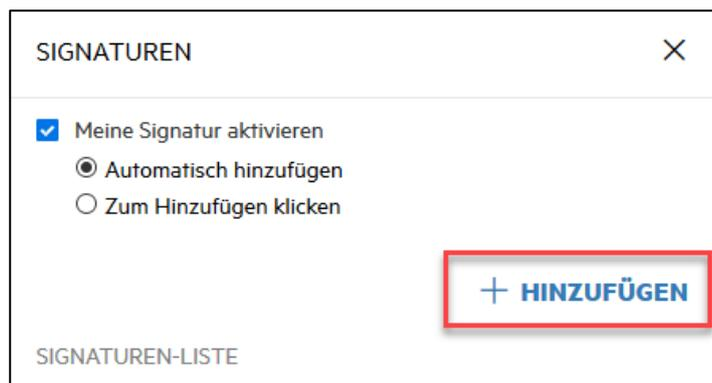 SIGNATUREN
Meine Signatur aktivieren
Automatisch hinzufügen
Zum Hinzufügen klicken
+ HINZUFÜGEN
SIGNATUREN-LISTE